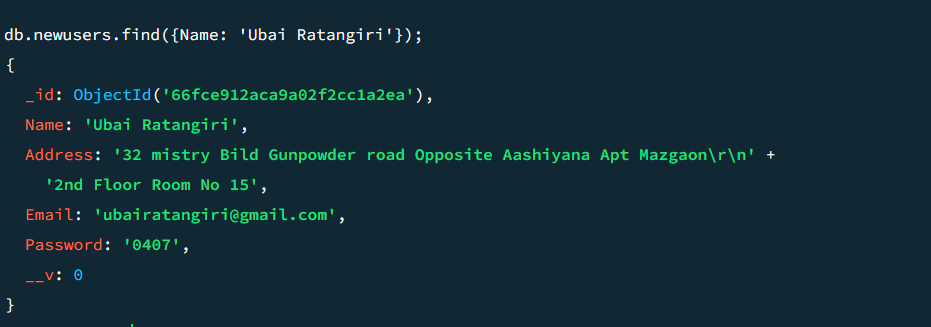 db.newusers.find({Name: 'Ubai Ratangiri'});
{
  _id: ObjectId('66fce912aca9a02f2cc1a2ea'),
  Name: 'Ubai Ratangiri',
  Address: '32 mistry Bild Gunpowder road Opposite Aashiyana Apt Mazgaon\r\n' +
    '2nd Floor Room No 15',
  Email: 'ubairatangiri@gmail.com',
  Password: '0407',
  __v: 0
}